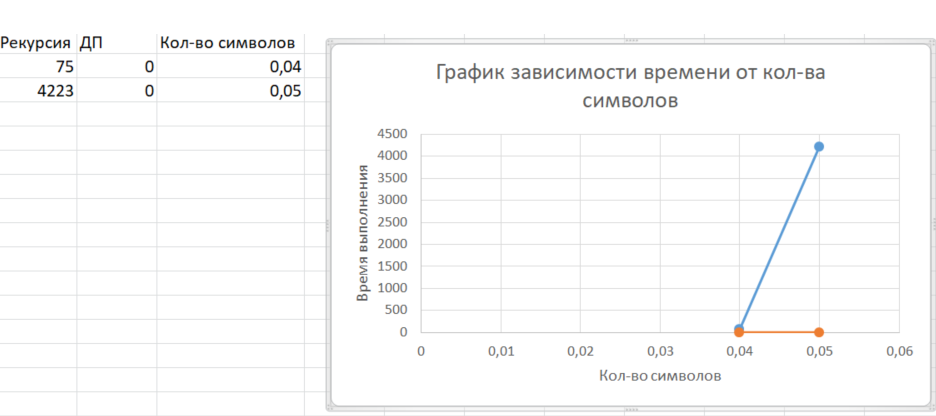 Рекурсия ДП Кол-во символов
75 0 0,04
4223 0 0,05
График зависимости времени от кол-ва
символов
Время выполнения
4500
4000
3500
3000
2500
2000
1500
1000
500
0
0 0,01 0,02 0,03 0,04 0,05 0,06
Кол-во символов